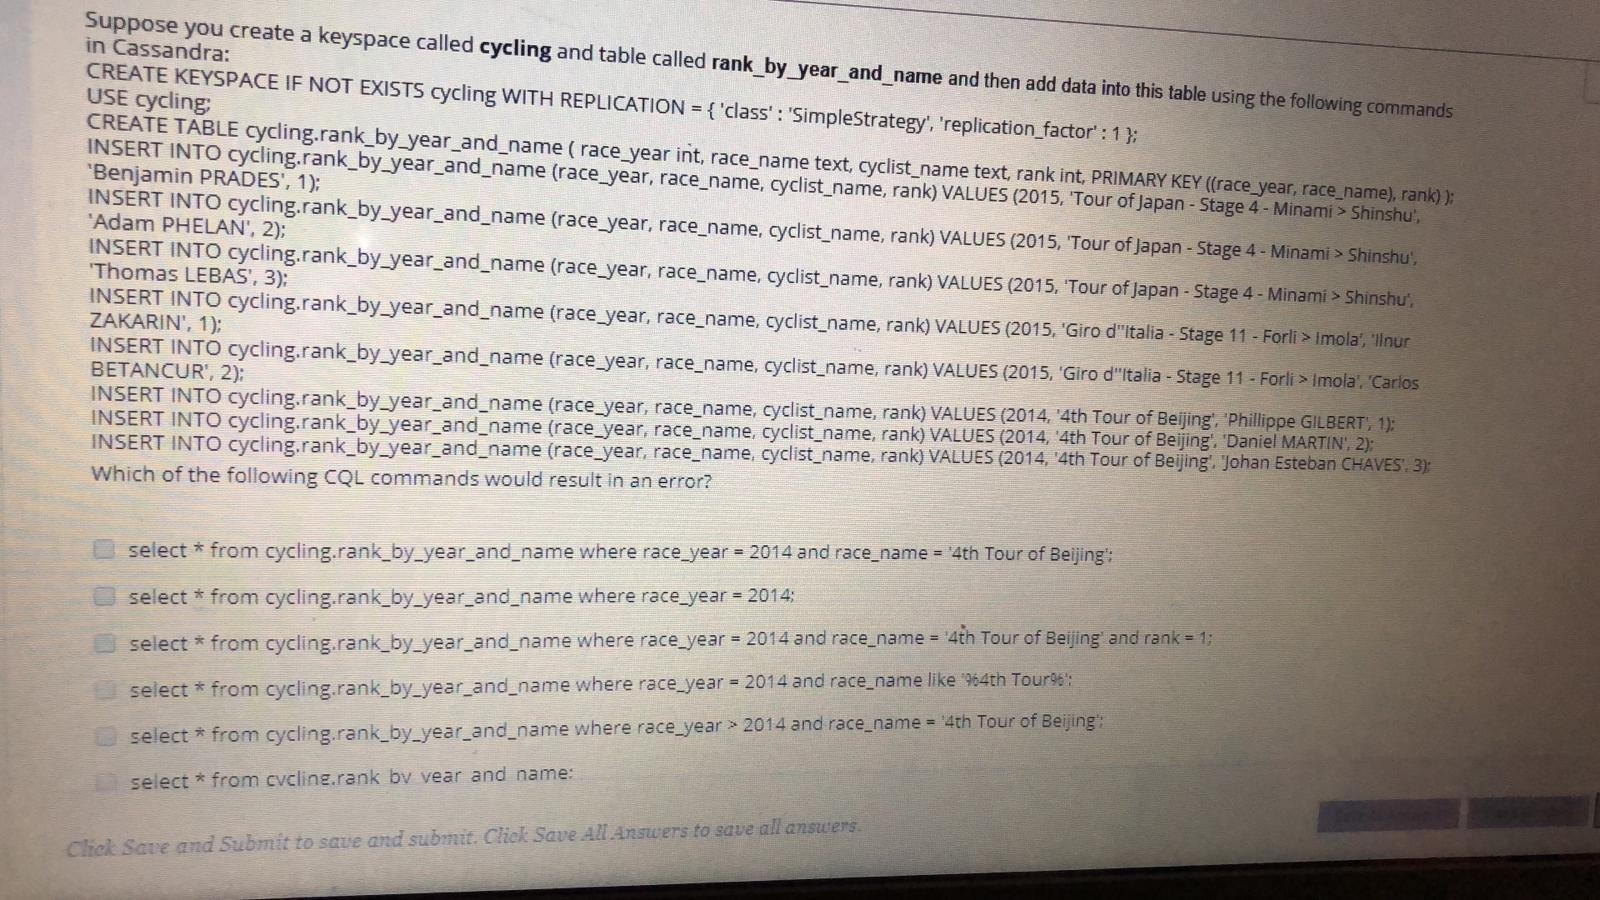 Suppose you create a keyspace called cycling and table called rank_by_year_and_name and then add data into this table using the following commands
in Cassandra:
CREATE KEYSPACE IF NOT EXISTS cycling WITH REPLICATION = { 'class' : 'SimpleStrategy', 'replication_factor' : 1 };
USE cycling;
CREATE TABLE cycling.rank_by_year_and_name ( race_year int, race_name text, cyclist_name text, rank int, PRIMARY KEY ((race_year, race_name), rank) );
INSERT INTO cycling.rank_by_year_and_name (race_year, race_name, cyclist_name, rank) VALUES (2015, 'Tour of Japan - Stage 4 - Minami > Shinshu',
'Benjamin PRADES', 1);
INSERT INTO cycling.rank_by_year_and_name (race_year, race_name, cyclist_name, rank) VALUES (2015, 'Tour of Japan - Stage 4 - Minami > Shinshu',
'Adam PHELAN', 2);
INSERT INTO cycling.rank_by_year_and_name (race_year, race_name, cyclist_name, rank) VALUES (2015, 'Tour of Japan - Stage 4 - Minami > Shinshu',
'Thomas LEBAS', 3);
INSERT INTO cycling.rank_by_year_and_name (race_year, race_name, cyclist_name, rank) VALUES (2015, 'Giro d''Italia - Stage 11 - Forli > Imola', 'Ilnur
ZAKARIN', 1);
INSERT INTO cycling.rank_by_year_and_name (race_year, race_name, cyclist_name, rank) VALUES (2015, 'Giro d''Italia - Stage 11 - Forli > Imola', 'Carlos
BETANCUR', 2);
INSERT INTO cycling.rank_by_year_and_name (race_year, race_name, cyclist_name, rank) VALUES (2014, '4th Tour of Beijing', 'Phillippe GILBERT', 1);
INSERT INTO cycling.rank_by_year_and_name (race_year, race_name, cyclist_name, rank) VALUES (2014, '4th Tour of Beijing', 'Daniel MARTIN', 2);
INSERT INTO cycling.rank_by_year_and_name (race_year, race_name, cyclist_name, rank) VALUES (2014, '4th Tour of Beijing', 'Johan Esteban CHAVES', 3);
Which of the following CQL commands would result in an error?
select * from cycling.rank_by_year_and_name where race_year = 2014 and race_name = '4th Tour of Beijing';
select * from cycling.rank_by_year_and_name where race_year = 2014;
select * from cycling.rank_by_year_and_name where race_year = 2014 and race_name = '4th Tour of Beijing' and rank = 1;
select * from cycling.rank_by_year_and_name where race_year = 2014 and race_name like '%4th Tour%';
select * from cycling.rank_by_year_and_name where race_year > 2014 and race_name = '4th Tour of Beijing';
select * from cycling.rank_by_year_and_name;
Click Save and Submit to save and submit. Click Save All Answers to save all answers.